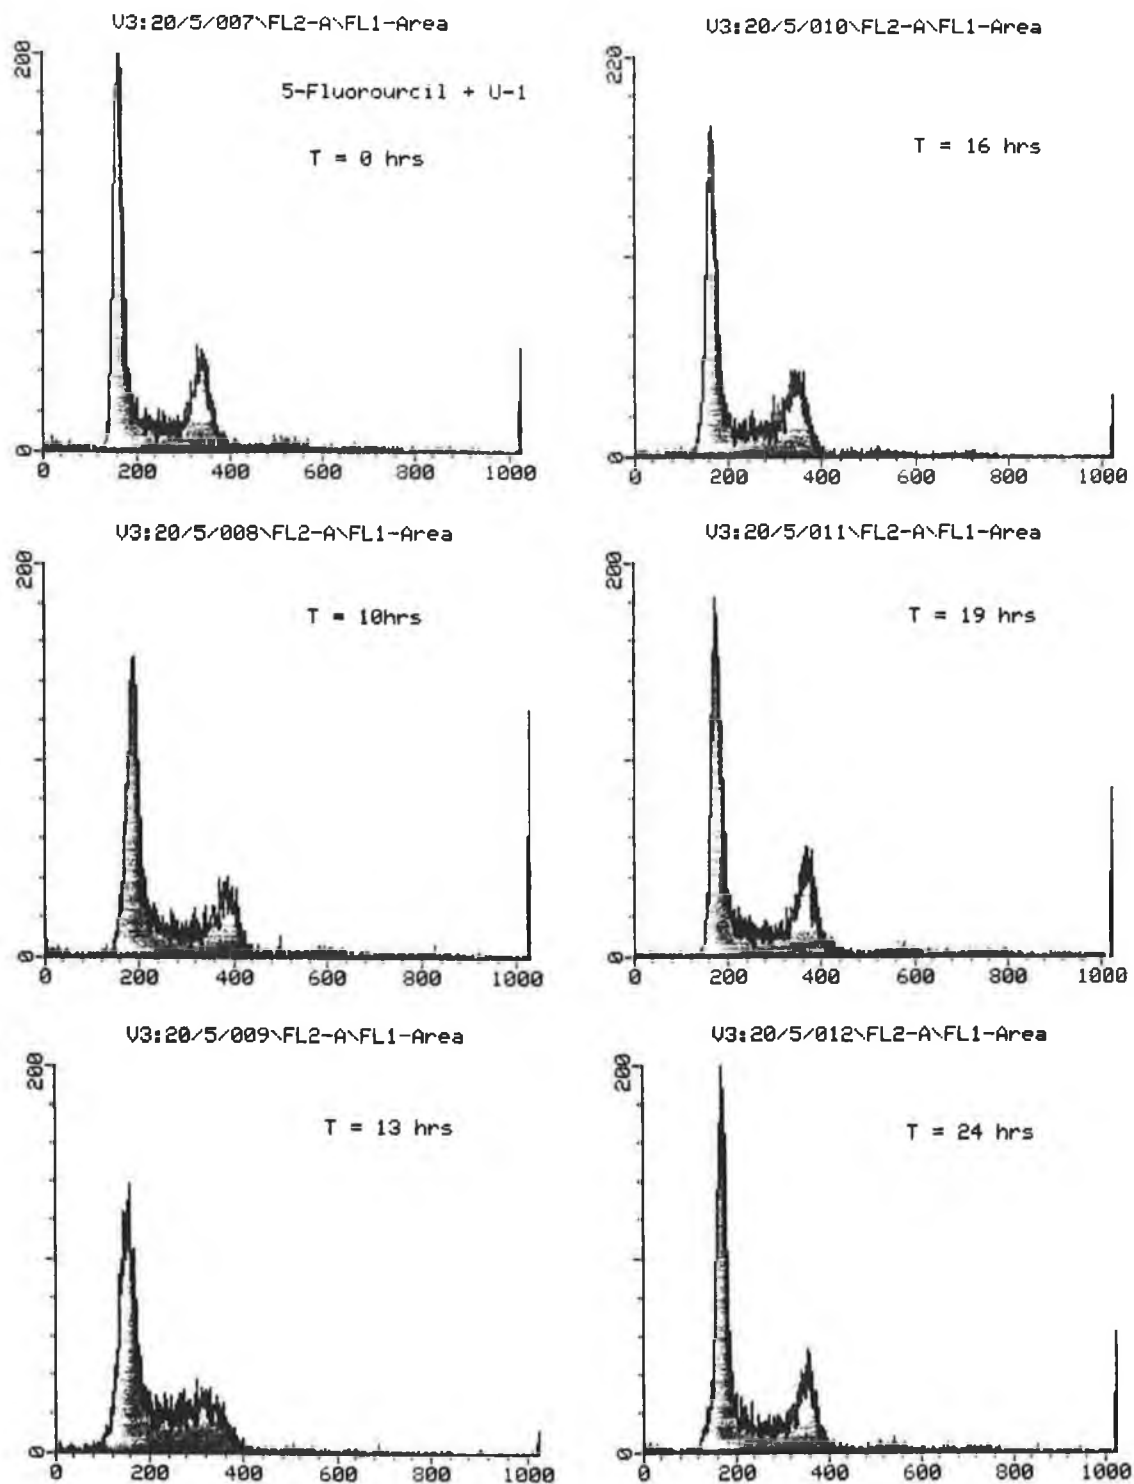 V3:20/5/007\FL2-A\FL1-Area
200
5-Fluorourcil + U-1
T = 0 hrs
0
0 200 400 600 800 1000
V3:20/5/010\FL2-A\FL1-Area
220
T = 16 hrs
0
0 200 400 600 800 1000
V3:20/5/008\FL2-A\FL1-Area
200
T = 10hrs
0
0 200 400 600 800 1000
V3:20/5/011\FL2-A\FL1-Area
200
T = 19 hrs
0
0 200 400 600 800 1000
V3:20/5/009\FL2-A\FL1-Area
200
T = 13 hrs
0
0 200 400 600 800 1000
V3:20/5/012\FL2-A\FL1-Area
200
T = 24 hrs
0
0 200 400 600 800 1000